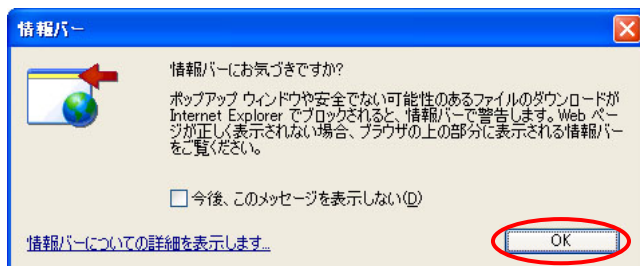 情報バー
情報バーにお気づきですか?
ポップアップ ウィンドウや安全でない可能性のあるファイルのダウンロードが
Internet Explorer でブロックされると、情報バーで警告します。Web ペー
ジが正しく表示されない場合、ブラウザの上の部分に表示される情報バー
をご覧ください。
今後、このメッセージを表示しない(D)
情報バーについての詳細を表示します...
OK